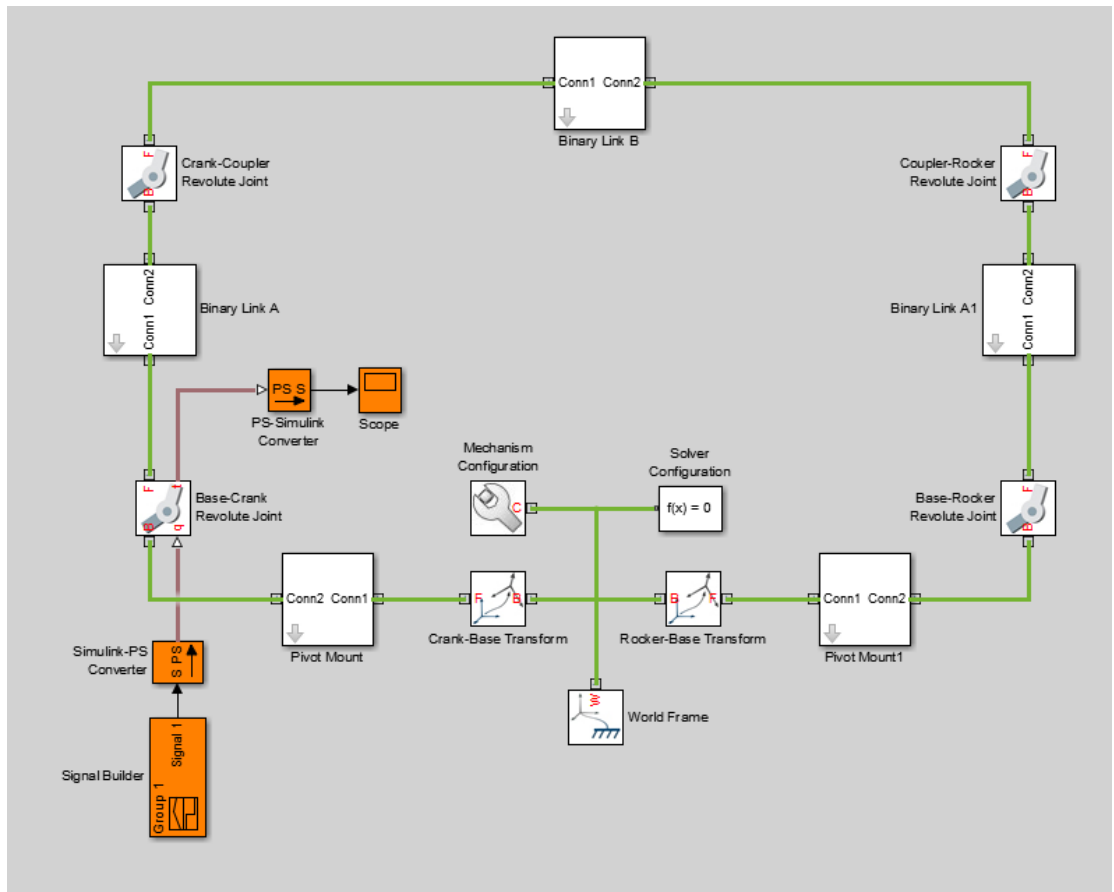 Conn1 Conn2
Binary Link B
F
Crank-Coupler
Revolute Joint
B
F
Coupler-Rocker
Revolute Joint
B
Conn2
Conn1
Binary Link A
Conn2
Conn1
Binary Link A1
PS S
PS-Simulink
Converter
Scope
Mechanism
Configuration
C
Solver
Configuration
f(x) = 0
F t
Base-Crank
Revolute Joint
B q
F
Base-Rocker
Revolute Joint
B
Conn2 Conn1
Pivot Mount
F B
Crank-Base Transform
B F
Rocker-Base Transform
Conn1 Conn2
Pivot Mount1
Simulink-PS
Converter
S PS
W
World Frame
Signal Builder
Signal 1
Group 1